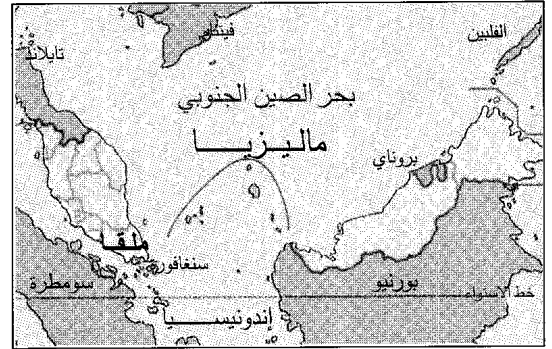 فيتنام
الفلبين
تايلاند
بحر الصين الجنوبي
ماليزيا
بروناي
ملقا
سنغافورة
سومطرة
بورنيو
خط الاستواء
إندونيسيا